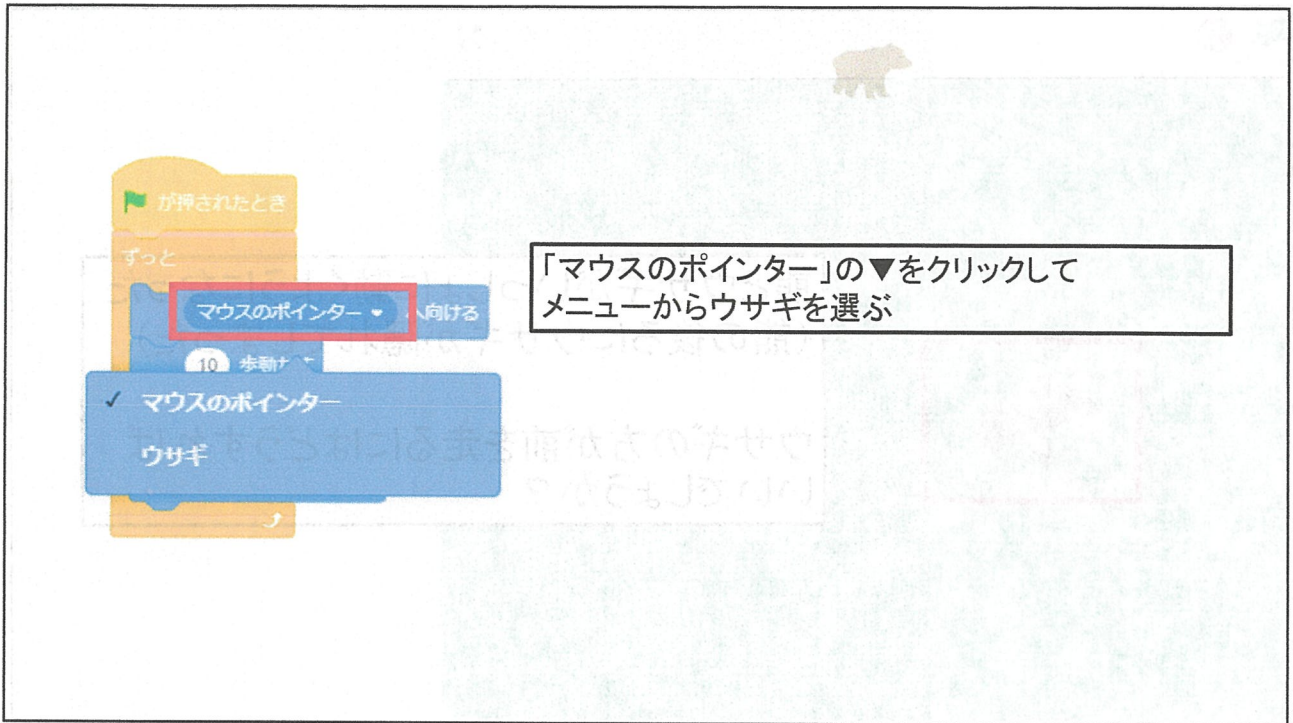 が押されたとき
ずっと
マウスのポインター へ向ける
10 歩動かす
✓ マウスのポインター
ウサギ
「マウスのポインター」の▼をクリックして
メニューからウサギを選ぶ